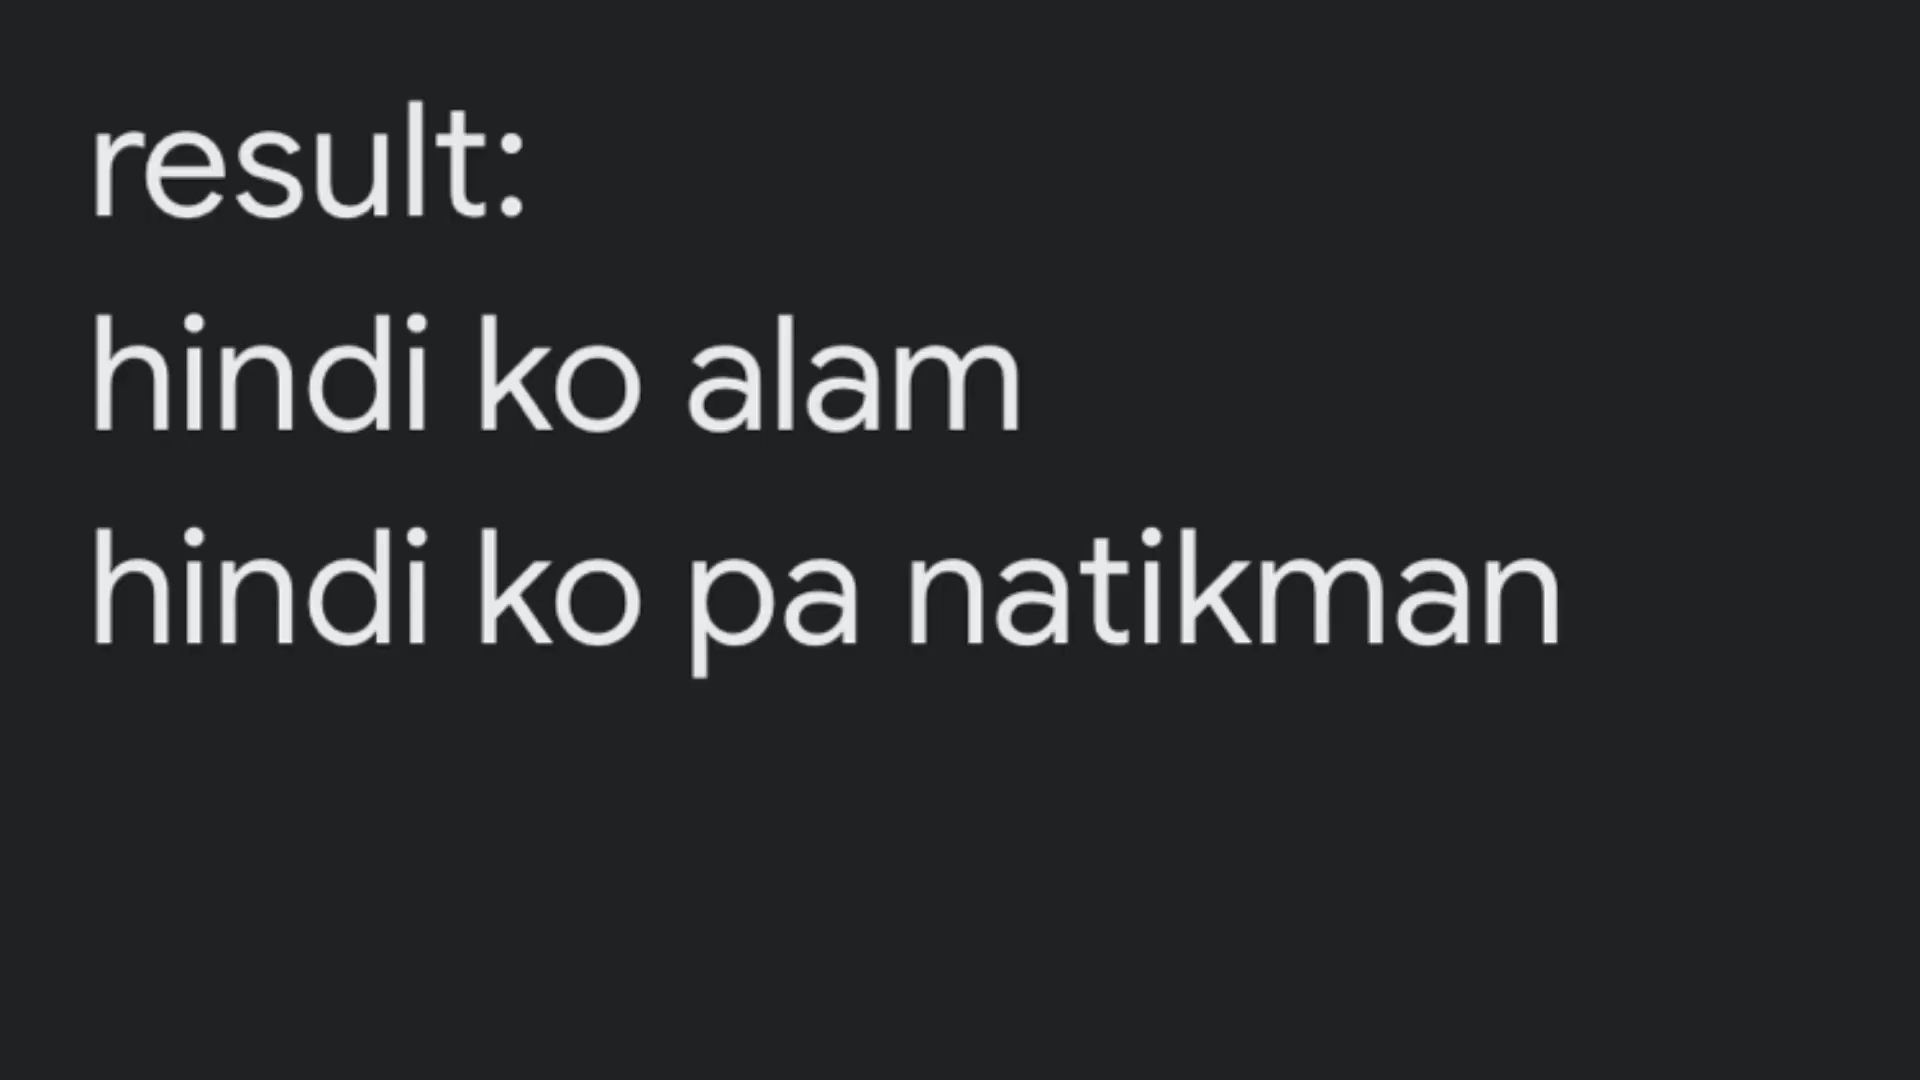 result:
hindi ko alam
hindi ko pa natikman